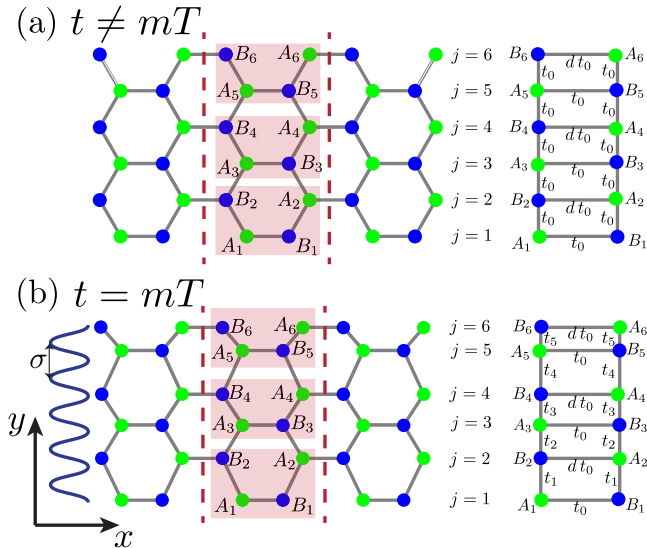 (a) t ≠ mT
B₆ A₆ j = 6 B₆ d t₀ A₆
t₀ t₀
A₅ B₅ j = 5 A₅ t₀ B₅
t₀ t₀
B₄ A₄ j = 4 B₄ d t₀ A₄
t₀ t₀
A₃ B₃ j = 3 A₃ t₀ B₃
t₀ t₀
B₂ A₂ j = 2 B₂ d t₀ A₂
t₀ t₀
A₁ B₁ j = 1 A₁ t₀ B₁
(b) t = mT
B₆ A₆ j = 6 B₆ d t₀ A₆
t₅ t₅
σ A₅ B₅ j = 5 A₅ t₀ B₅
t₄ t₄
B₄ A₄ j = 4 B₄ d t₀ A₄
t₃ t₃
y A₃ B₃ j = 3 A₃ t₀ B₃
t₂ t₂
B₂ A₂ j = 2 B₂ d t₀ A₂
t₁ t₁
A₁ B₁ j = 1 A₁ t₀ B₁
x